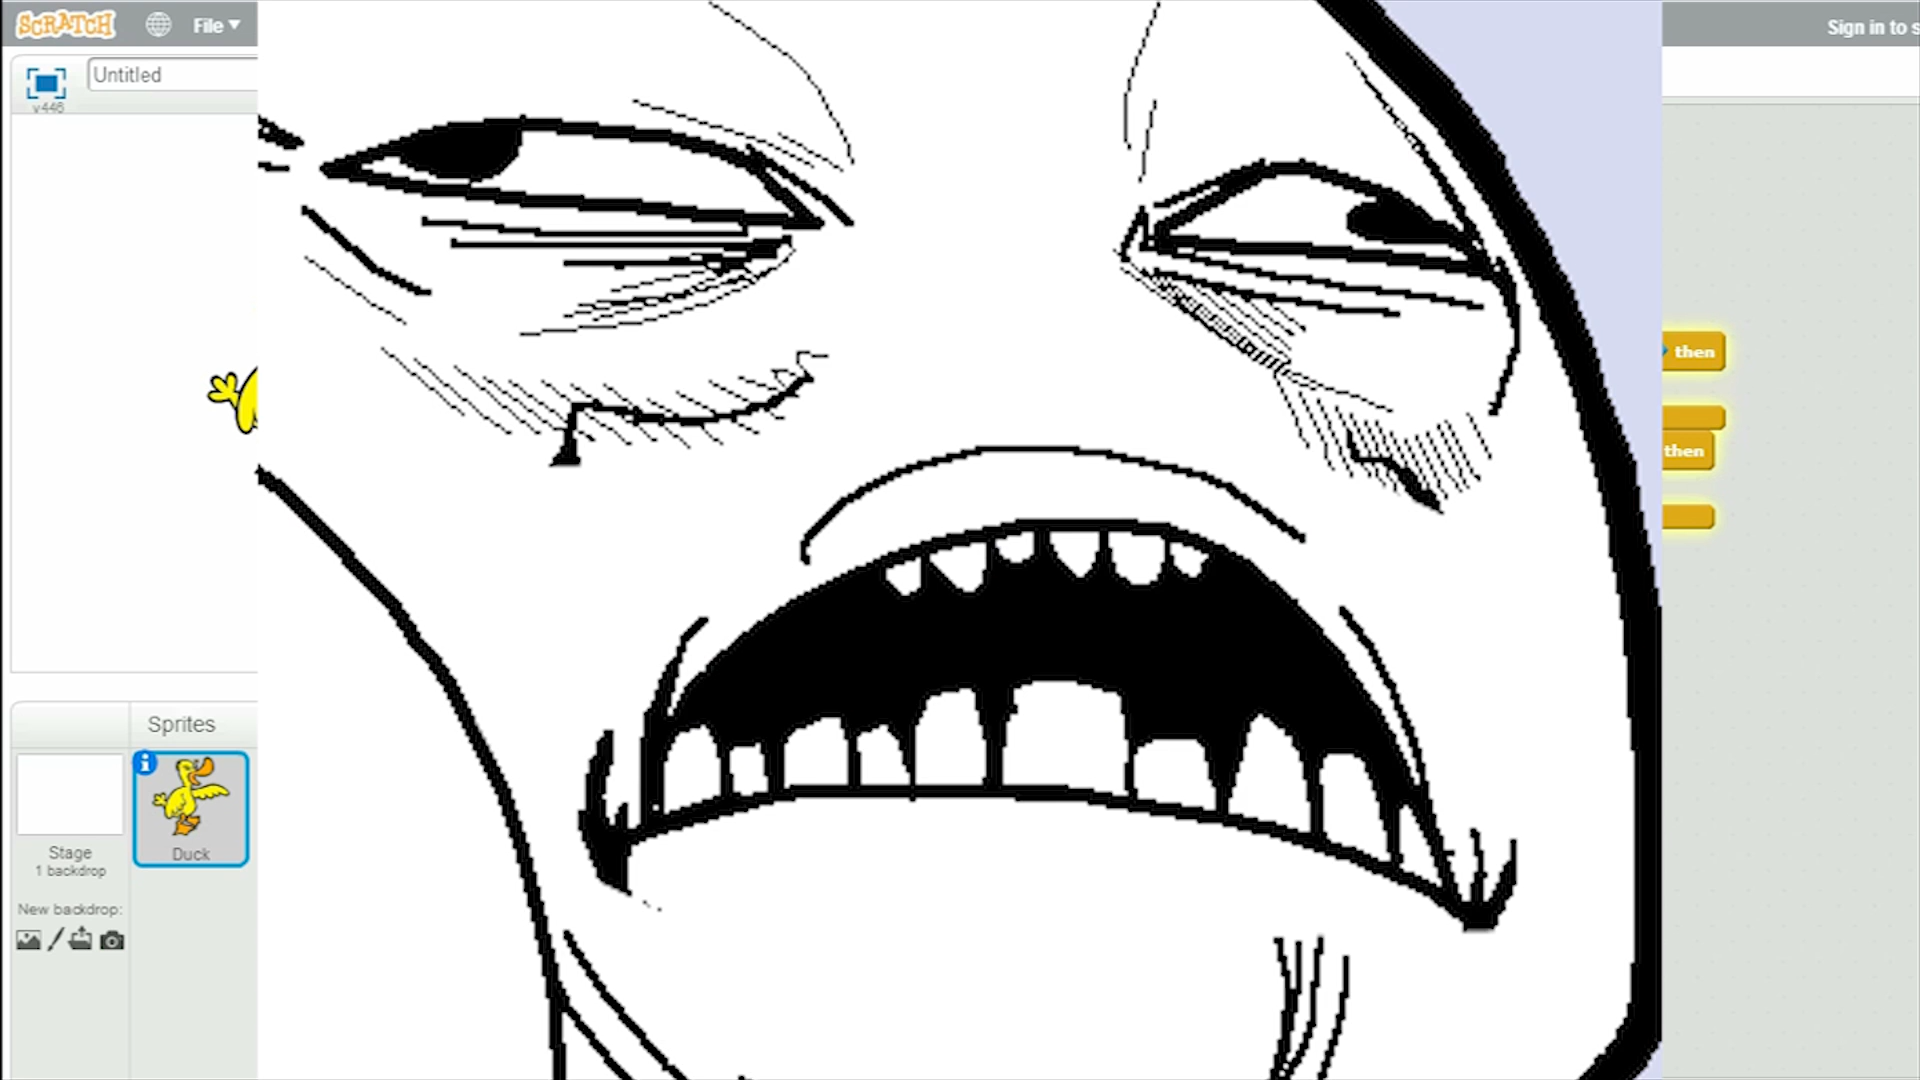 SCRATCH
File
Sign in to s
Untitled
v446
then
then
Sprites
i
Duck
Stage
1 backdrop
New backdrop: